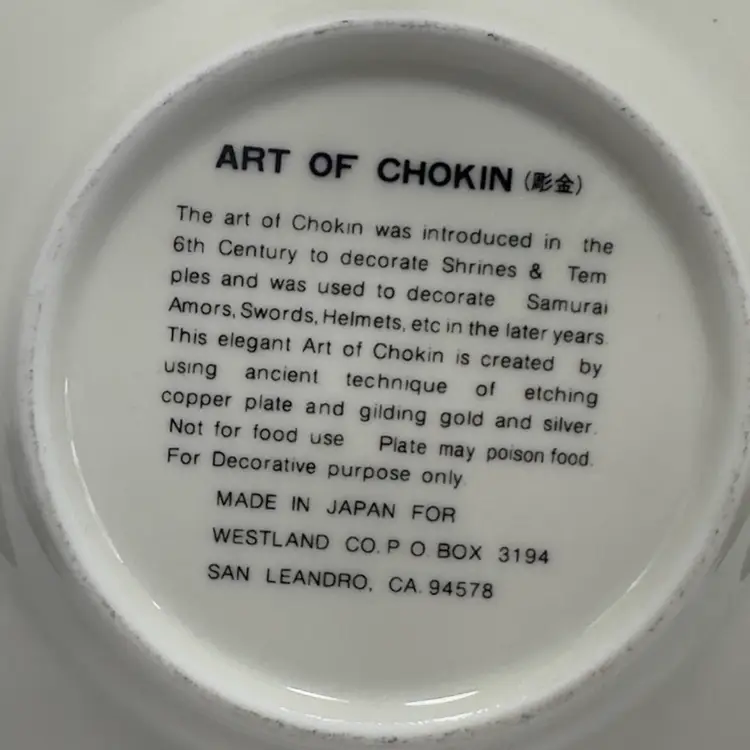 ART OF CHOKIN (彫金)
The art of Chokin was introduced in the
6th Century to decorate Shrines & Tem
ples and was used to decorate Samurai
Amors, Swords, Helmets, etc in the later years.
This elegant Art of Chokin is created by
using ancient technique of etching
copper plate and gilding gold and silver.
Not for food use Plate may poison food.
For Decorative purpose only.
MADE IN JAPAN FOR
WESTLAND CO. P O BOX 3194
SAN LEANDRO, CA. 94578